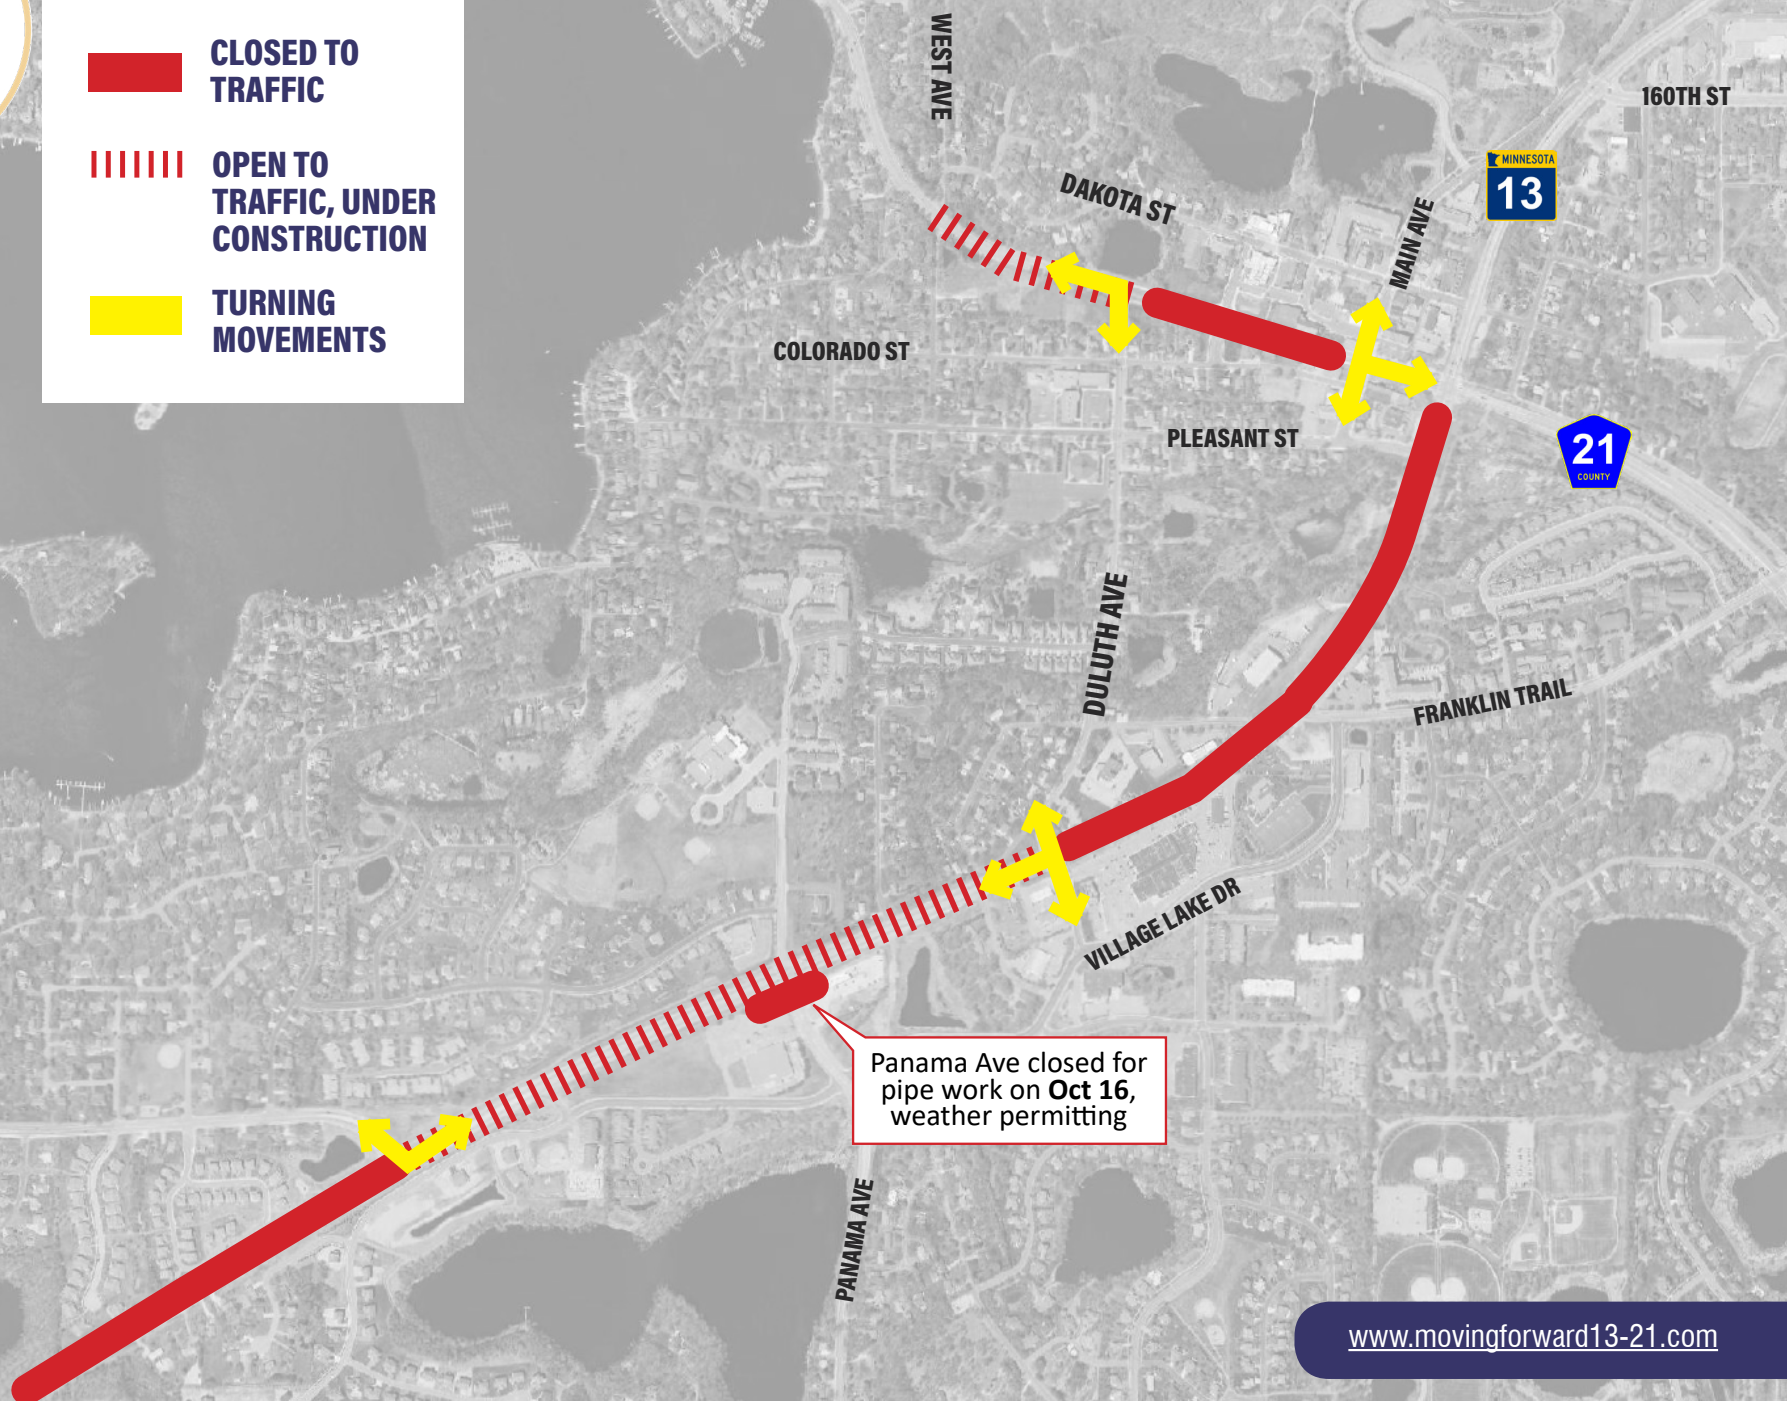 CLOSED TO
TRAFFIC
OPEN TO
TRAFFIC, UNDER
CONSTRUCTION
TURNING
MOVEMENTS
WEST AVE
160TH ST
MINNESOTA
13
DAKOTA ST
MAIN AVE
COLORADO ST
PLEASANT ST
21
COUNTY
DULUTH AVE
FRANKLIN TRAIL
VILLAGE LAKE DR
Panama Ave closed for
pipe work on Oct 16,
weather permitting
PANAMA AVE
www.movingforward13-21.com